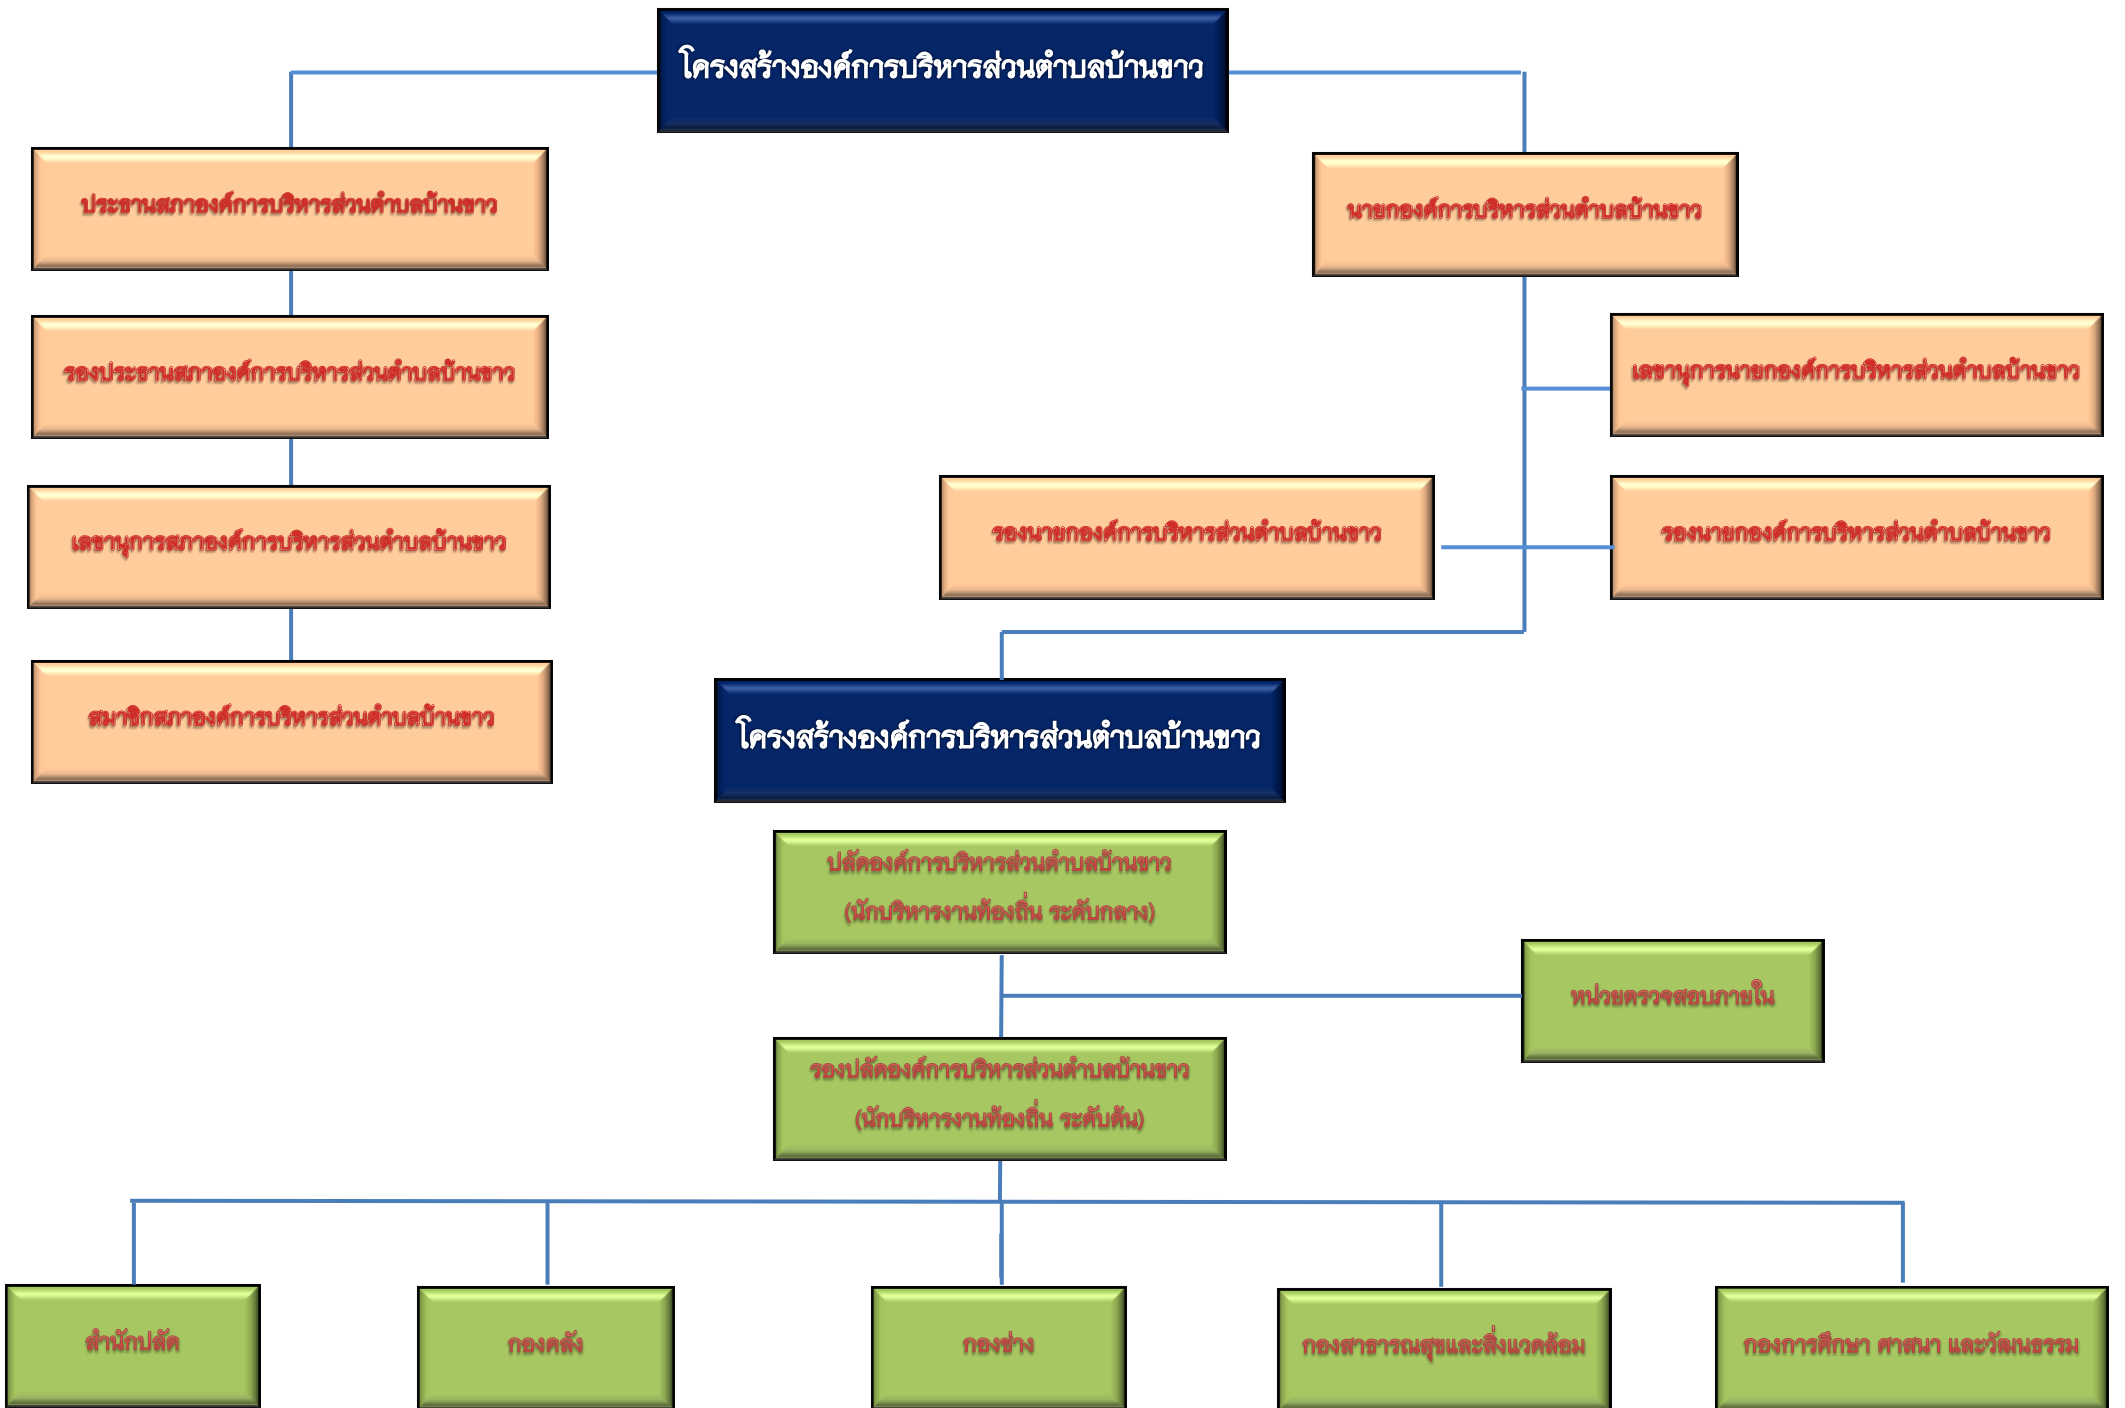 โครงสร้างองค์การบริหารส่วนตำบลบ้านขาว
ประธานสภาองค์การบริหารส่วนตำบลบ้านขาว
นายกองค์การบริหารส่วนตำบลบ้านขาว
รองประธานสภาองค์การบริหารส่วนตำบลบ้านขาว
เลขานุการนายกองค์การบริหารส่วนตำบลบ้านขาว
เลขานุการสภาองค์การบริหารส่วนตำบลบ้านขาว
รองนายกองค์การบริหารส่วนตำบลบ้านขาว
รองนายกองค์การบริหารส่วนตำบลบ้านขาว
สมาชิกสภาองค์การบริหารส่วนตำบลบ้านขาว
โครงสร้างองค์การบริหารส่วนตำบลบ้านขาว
ปลัดองค์การบริหารส่วนตำบลบ้านขาว
(นักบริหารงานท้องถิ่น ระดับกลาง)
หน่วยตรวจสอบภายใน
รองปลัดองค์การบริหารส่วนตำบลบ้านขาว
(นักบริหารงานท้องถิ่น ระดับต้น)
สำนักปลัด
กองคลัง
กองช่าง
กองสาธารณสุขและสิ่งแวดล้อม
กองการศึกษา ศาสนา และวัฒนธรรม